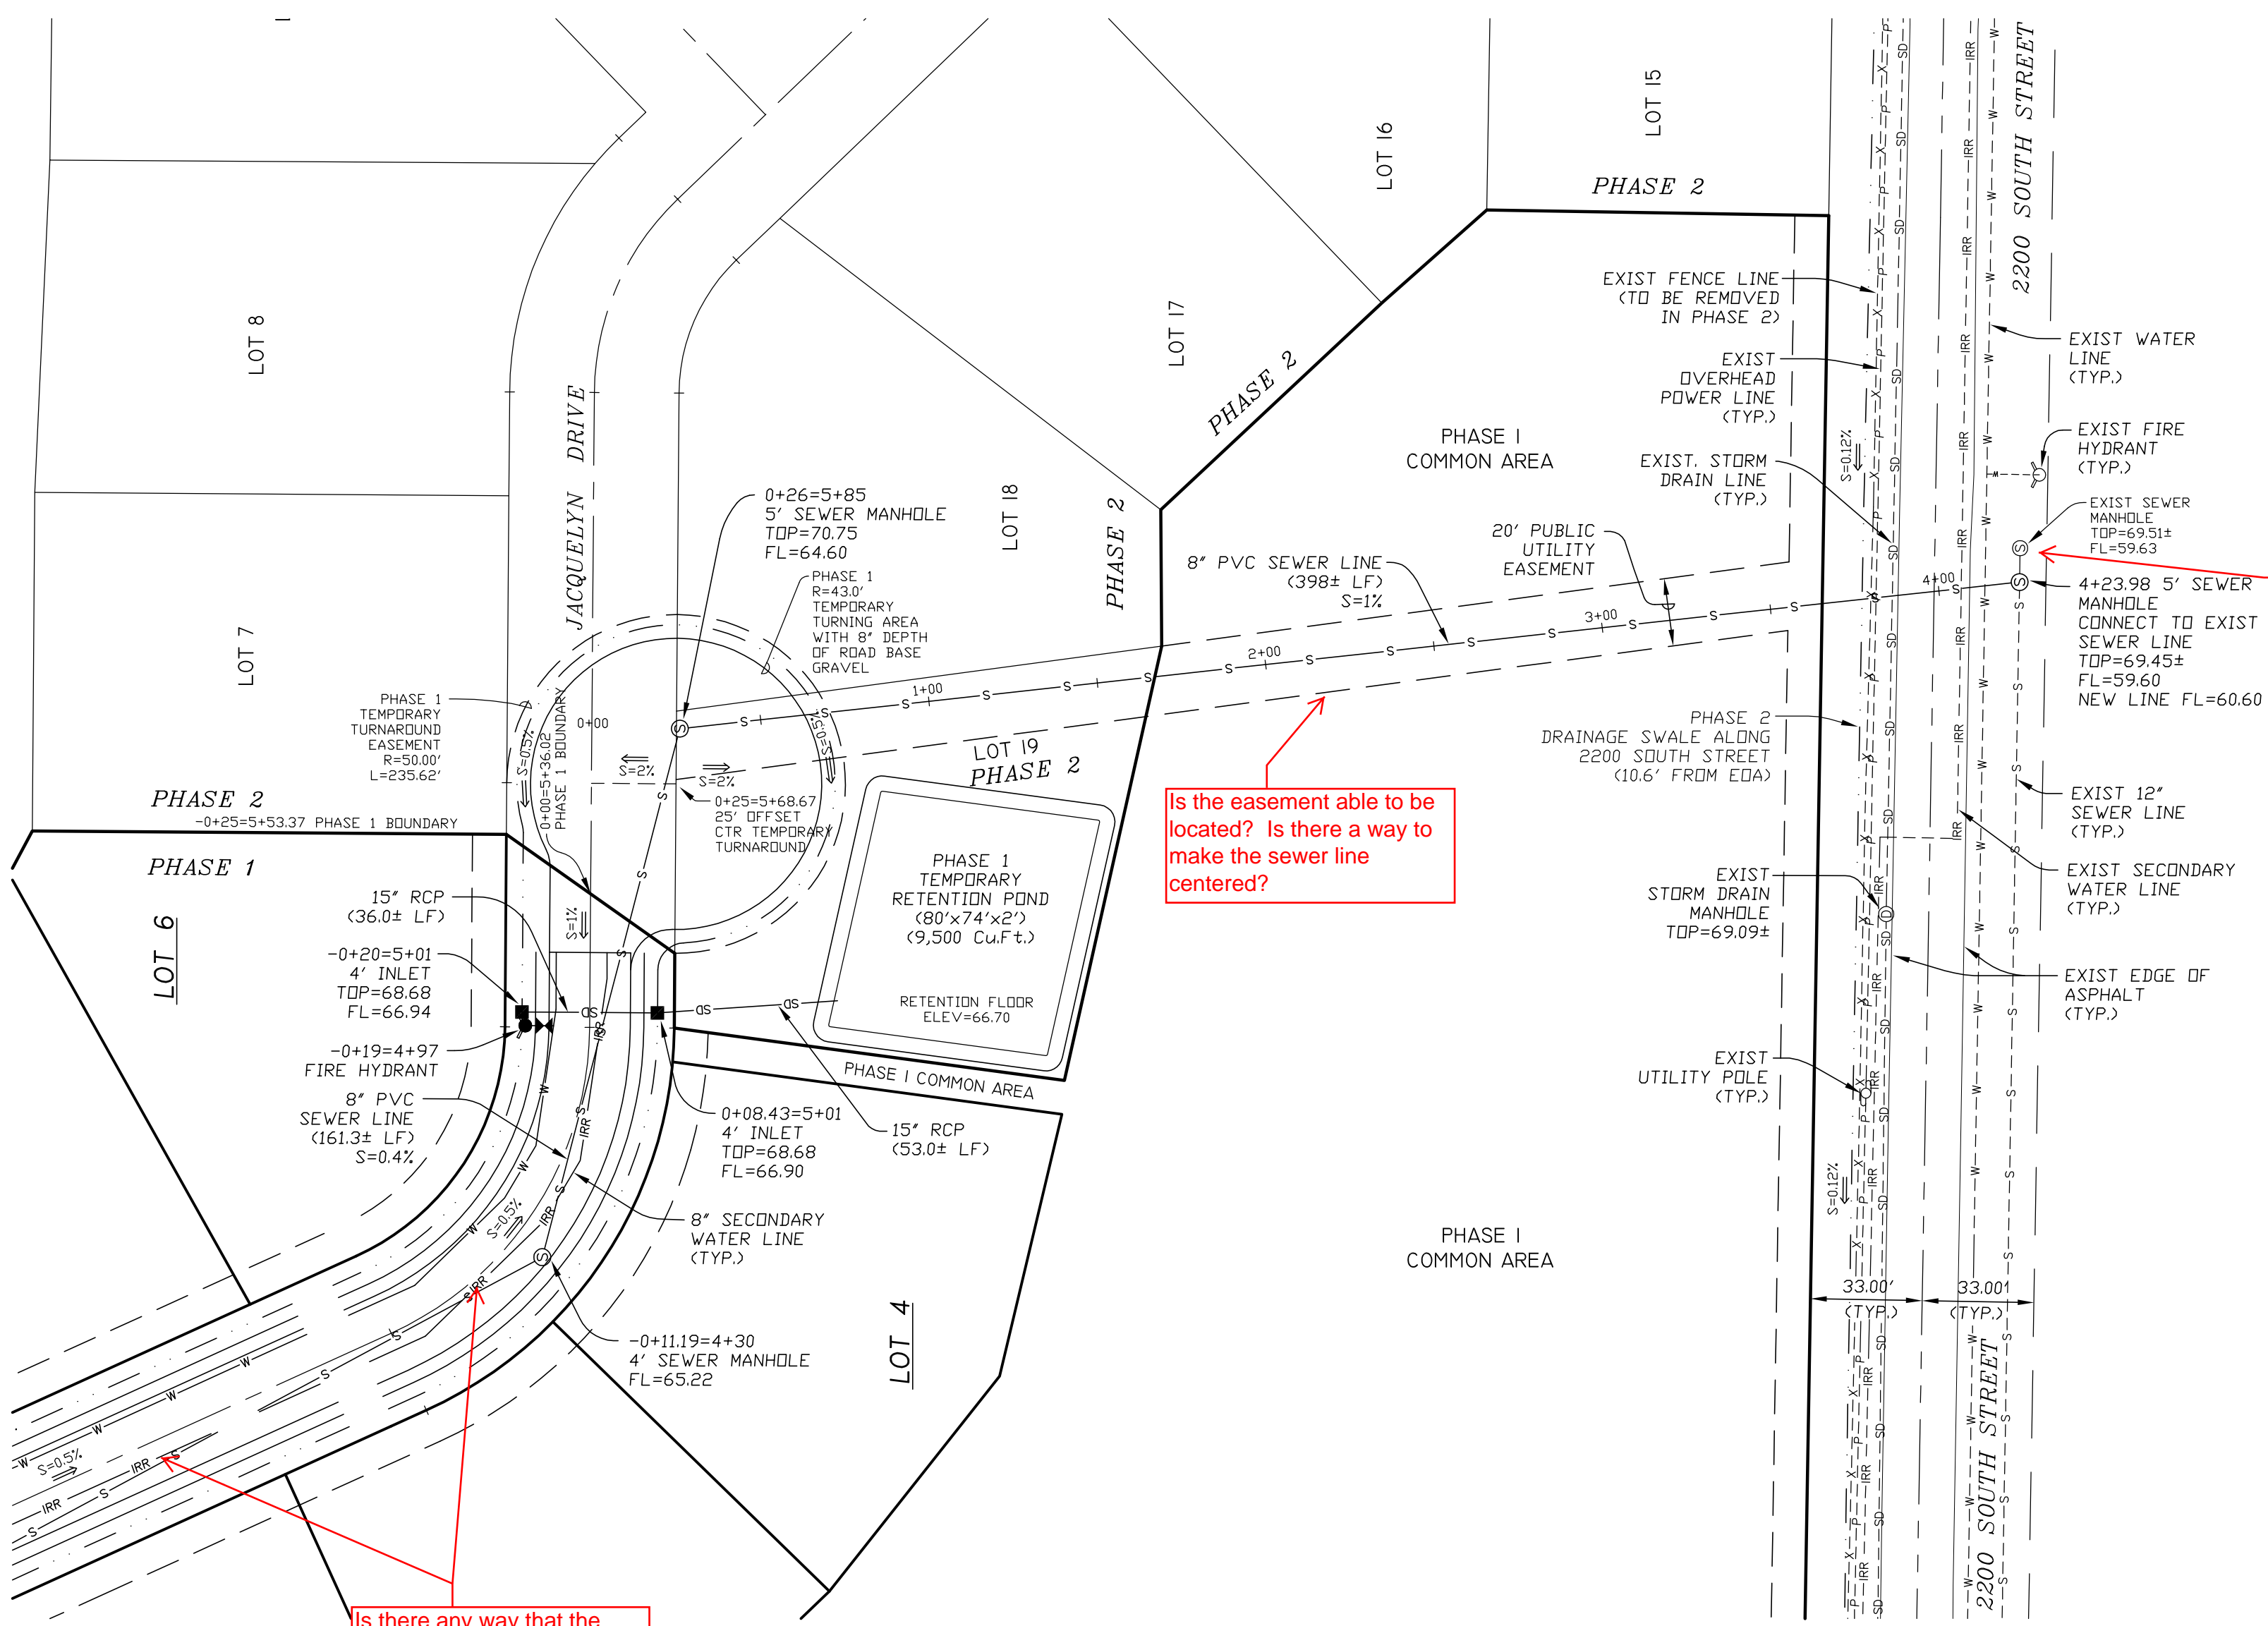 LOT 8
LOT 7
LOT 15
LOT 16
LOT 17
LOT 18
LOT 19
PHASE 2
PHASE 2
PHASE 2
PHASE 2
PHASE 2
-0+25=5+53.37 PHASE 1 BOUNDARY
PHASE 1
LOT 6
LOT 4
JACQUELYN DRIVE
2200 SOUTH STREET
2200 SOUTH STREET
0+26=5+85
5' SEWER MANHOLE
TOP=70.75
FL=64.60
PHASE 1
R=43.0'
TEMPORARY
TURNING AREA
WITH 8" DEPTH
OF ROAD BASE
GRAVEL
PHASE 1
TEMPORARY
TURNAROUND
EASEMENT
R=50.00'
L=235.62'
0+00=5+36.02
PHASE 1 BOUNDARY
0+00
1+00
2+00
3+00
4+00
S=0.5%
S=0.5%
S=2%
S=2%
S=1%
0+25=5+68.67
25' OFFSET
CTR TEMPORARY
TURNAROUND
PHASE 1
TEMPORARY
RETENTION POND
(80'x74'x2')
(9,500 Cu.Ft.)
RETENTION FLOOR
ELEV=66.70
PHASE 1 COMMON AREA
15" RCP
(36.0± LF)
-0+20=5+01
4' INLET
TOP=68.68
FL=66.94
-0+19=4+97
FIRE HYDRANT
8" PVC
SEWER LINE
(161.3± LF)
S=0.4%
0+08.43=5+01
4' INLET
TOP=68.68
FL=66.90
15" RCP
(53.0± LF)
8" SECONDARY
WATER LINE
(TYP.)
-0+11.19=4+30
4' SEWER MANHOLE
FL=65.22
S=0.5%
S=0.5%
PHASE 1
COMMON AREA
PHASE 1
COMMON AREA
8" PVC SEWER LINE
(398± LF)
S=1%
20' PUBLIC
UTILITY
EASEMENT
EXIST FENCE LINE
(TO BE REMOVED
IN PHASE 2)
EXIST
OVERHEAD
POWER LINE
(TYP.)
EXIST. STORM
DRAIN LINE
(TYP.)
S=0.12%
PHASE 2
DRAINAGE SWALE ALONG
2200 SOUTH STREET
(10.6' FROM EOA)
EXIST
STORM DRAIN
MANHOLE
TOP=69.09±
EXIST
UTILITY POLE
(TYP.)
S=0.12%
EXIST WATER
LINE
(TYP.)
EXIST FIRE
HYDRANT
(TYP.)
EXIST SEWER
MANHOLE
TOP=69.51±
FL=59.63
4+23.98 5' SEWER
MANHOLE
CONNECT TO EXIST
SEWER LINE
TOP=69.45±
FL=59.60
NEW LINE FL=60.60
EXIST 12"
SEWER LINE
(TYP.)
EXIST SECONDARY
WATER LINE
(TYP.)
EXIST EDGE OF
ASPHALT
(TYP.)
33.00'
(TYP.)
33.00'
(TYP.)
Is the easement able to be
located? Is there a way to
make the sewer line
centered?
Is there any way that the